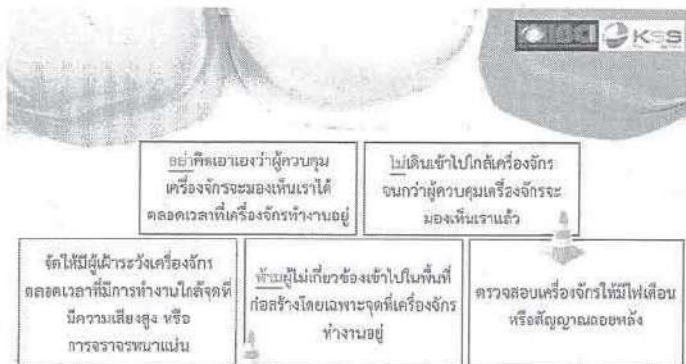 KSS
อย่าคิดเอาเองว่าผู้ควบคุม
เครื่องจักรจะมองเห็นเราได้
ตลอดเวลาที่เครื่องจักรทำงานอยู่
ไม่เดินเข้าไปใกล้เครื่องจักร
จนกว่าผู้ควบคุมเครื่องจักรจะ
มองเห็นเราแล้ว
จัดให้มีผู้เฝ้าระวังเครื่องจักร
ตลอดเวลาที่มีการทำงานใกล้จุดที่
มีความเสี่ยงสูง หรือ
การจราจรหนาแน่น
ห้ามผู้ไม่เกี่ยวข้องเข้าไปในพื้นที่
ก่อสร้างโดยเฉพาะจุดที่เครื่องจักร
ทำงานอยู่
ตรวจสอบเครื่องจักรให้มีไฟเตือน
หรือสัญญาณถอยหลัง